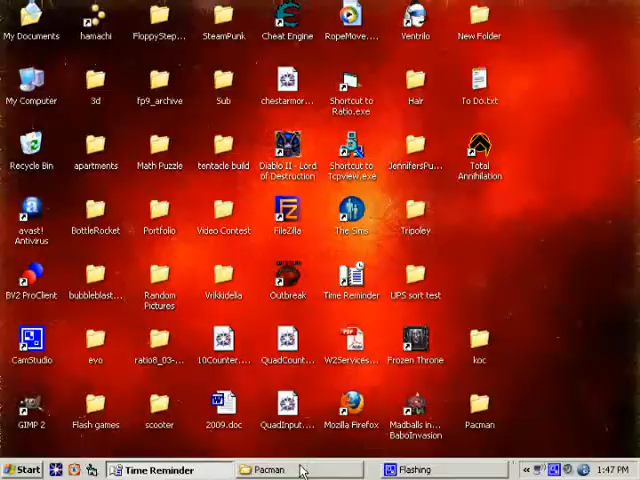 My Documents
hamachi
FloppyStep...
SteamPunk
Cheat Engine
RopeMove....
Ventrilo
New Folder
My Computer
3d
fp9_archive
Sub
chestarmor...
Shortcut to
Ratio.exe
Hair
To Do.txt
Recycle Bin
apartments
Math Puzzle
tentacle build
Diablo II - Lord
of Destruction
Shortcut to
Tcpview.exe
JennifersPu...
Total
Annihilation
avast!
Antivirus
BottleRocket
Portfolio
Video Contest
FileZilla
The Sims
Tripoley
BV2 ProClient
bubbleblast...
Random
Pictures
Vrikkidelia
Outbreak
Time Reminder
UPS sort test
CamStudio
evo
ratio8_03-...
10Counter....
QuadCount...
W2Services...
Frozen Throne
koc
GIMP 2
Flash games
scooter
2009.doc
QuadInput....
Mozilla Firefox
Madballs in...
BaboInvasion
Pacman
Start
Time Reminder
Pacman
Flashing
1:47 PM